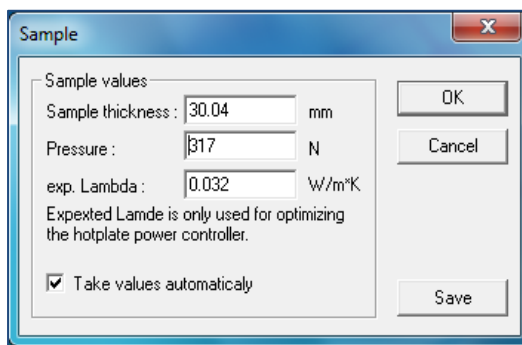 Sample
Sample values
Sample thickness : 30.04 mm
Pressure : 317 N
exp. Lambda : 0.032 W/m*K
Expexted Lamde is only used for optimizing
the hotplate power controller.
Take values automaticaly
OK
Cancel
Save